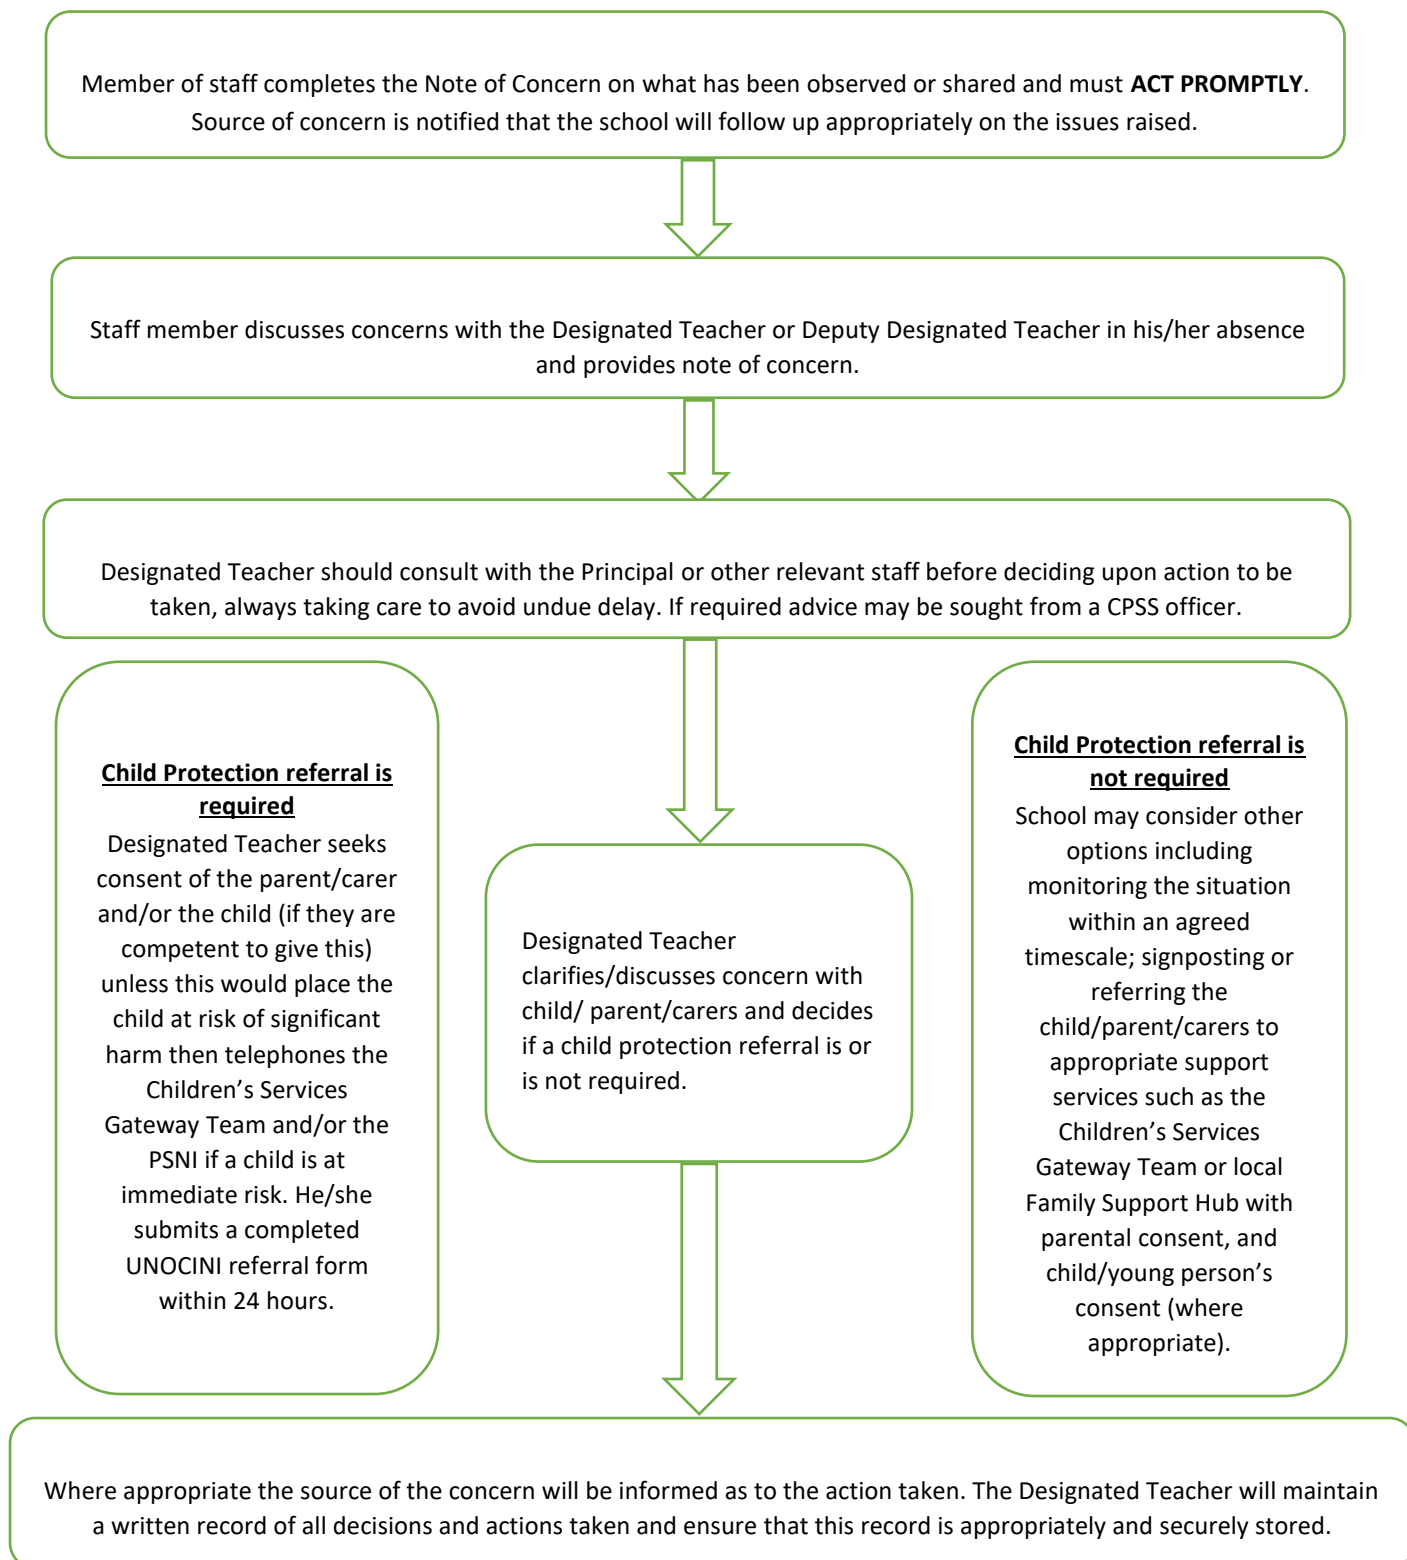 Member of staff completes the Note of Concern on what has been observed or shared and must ACT PROMPTLY.
Source of concern is notified that the school will follow up appropriately on the issues raised.
Staff member discusses concerns with the Designated Teacher or Deputy Designated Teacher in his/her absence
and provides note of concern.
Designated Teacher should consult with the Principal or other relevant staff before deciding upon action to be
taken, always taking care to avoid undue delay. If required advice may be sought from a CPSS officer.
Child Protection referral is
required
Designated Teacher seeks
consent of the parent/carer
and/or the child (if they are
competent to give this)
unless this would place the
child at risk of significant
harm then telephones the
Children’s Services
Gateway Team and/or the
PSNI if a child is at
immediate risk. He/she
submits a completed
UNOCINI referral form
within 24 hours.
Designated Teacher
clarifies/discusses concern with
child/ parent/carers and decides
if a child protection referral is or
is not required.
Child Protection referral is
not required
School may consider other
options including
monitoring the situation
within an agreed
timescale; signposting or
referring the
child/parent/carers to
appropriate support
services such as the
Children’s Services
Gateway Team or local
Family Support Hub with
parental consent, and
child/young person’s
consent (where
appropriate).
Where appropriate the source of the concern will be informed as to the action taken. The Designated Teacher will maintain
a written record of all decisions and actions taken and ensure that this record is appropriately and securely stored.